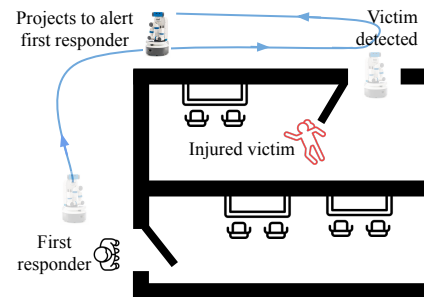 Projects to alert
first responder
Victim
detected
Injured victim
First
responder